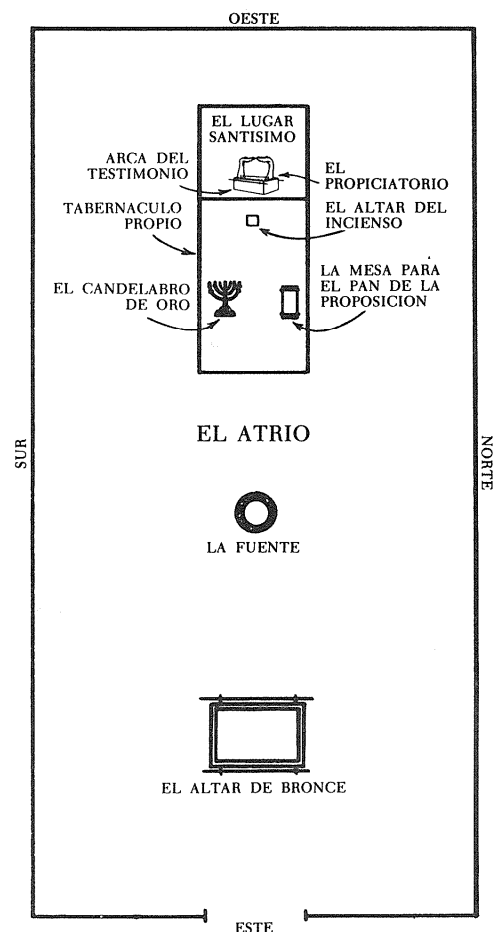 OESTE
EL LUGAR
SANTISIMO
ARCA DEL
TESTIMONIO
EL
PROPICIATORIO
TABERNACULO
PROPIO
EL ALTAR DEL
INCIENSO
EL CANDELABRO
DE ORO
LA MESA PARA
EL PAN DE LA
PROPOSICION
EL ATRIO
SUR
NORTE
LA FUENTE
EL ALTAR DE BRONCE
ESTE